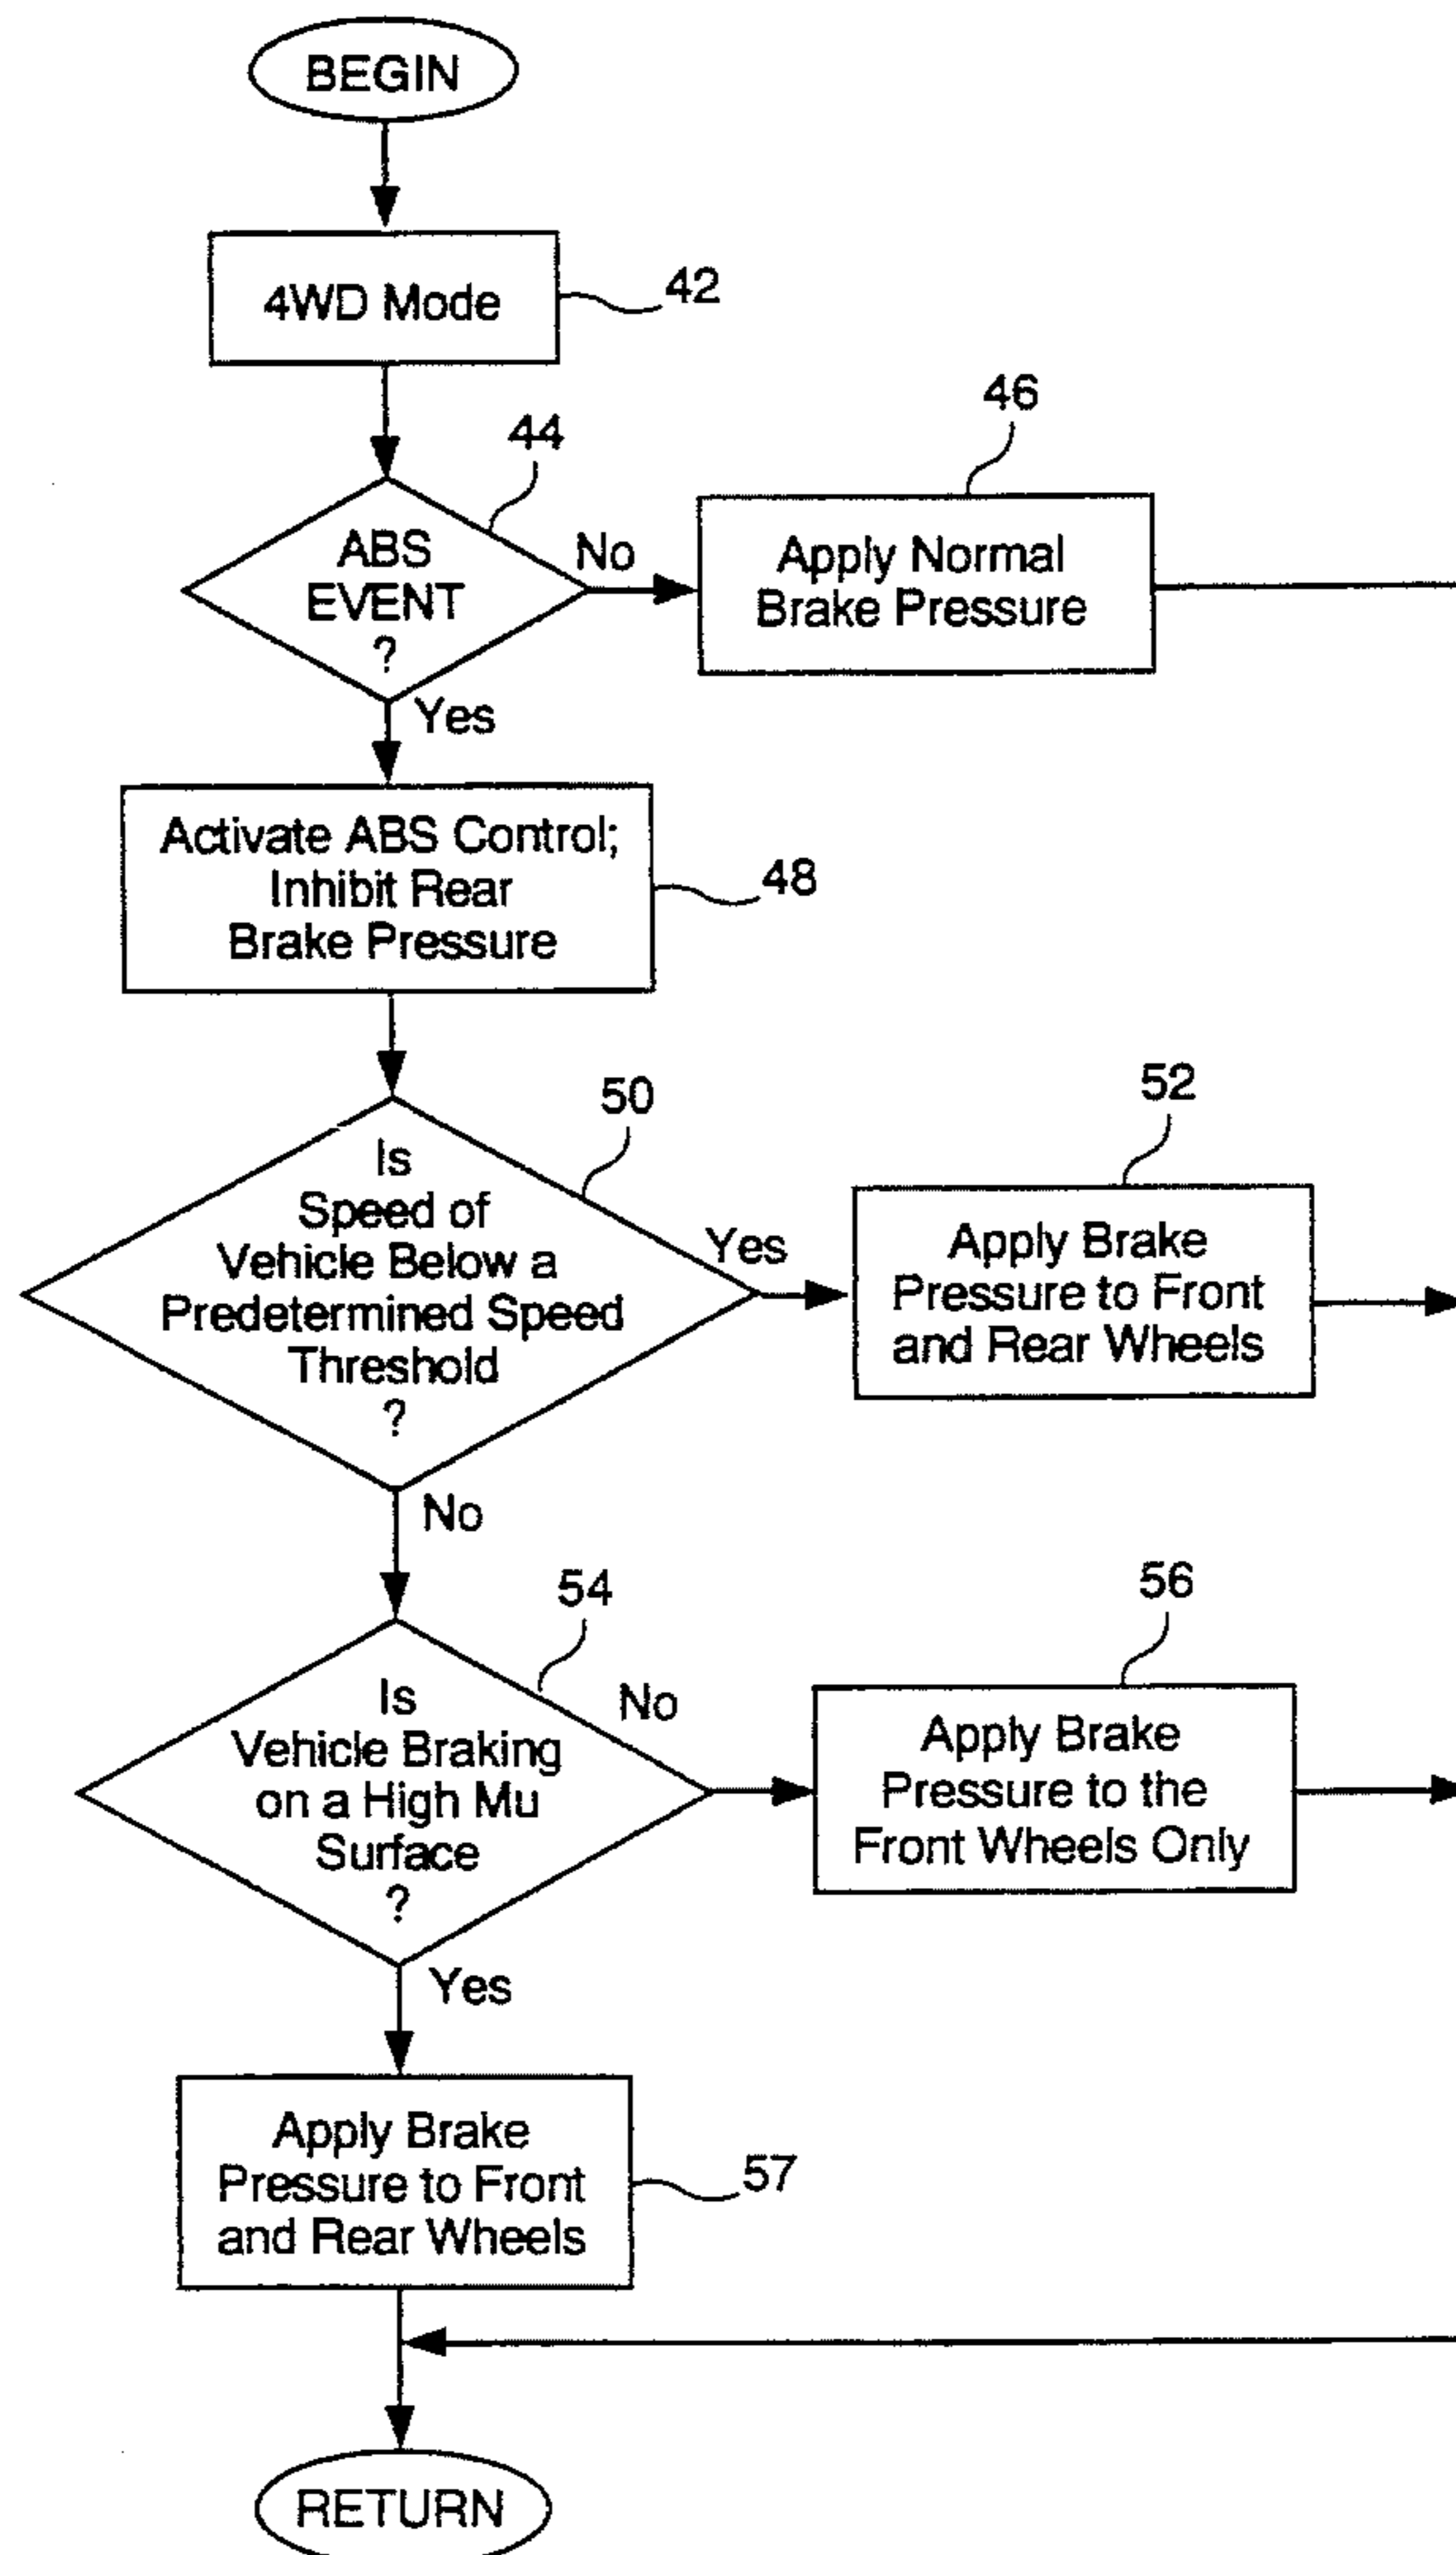 BEGIN
4WD Mode
42
44
ABS
EVENT
?
No
46
Apply Normal
Brake Pressure
Yes
Activate ABS Control;
Inhibit Rear
Brake Pressure
48
50
Is
Speed of
Vehicle Below a
Predetermined Speed
Threshold
?
Yes
52
Apply Brake
Pressure to Front
and Rear Wheels
No
54
Is
Vehicle Braking
on a High Mu
Surface
?
No
56
Apply Brake
Pressure to the
Front Wheels Only
Yes
Apply Brake
Pressure to Front
and Rear Wheels
57
RETURN